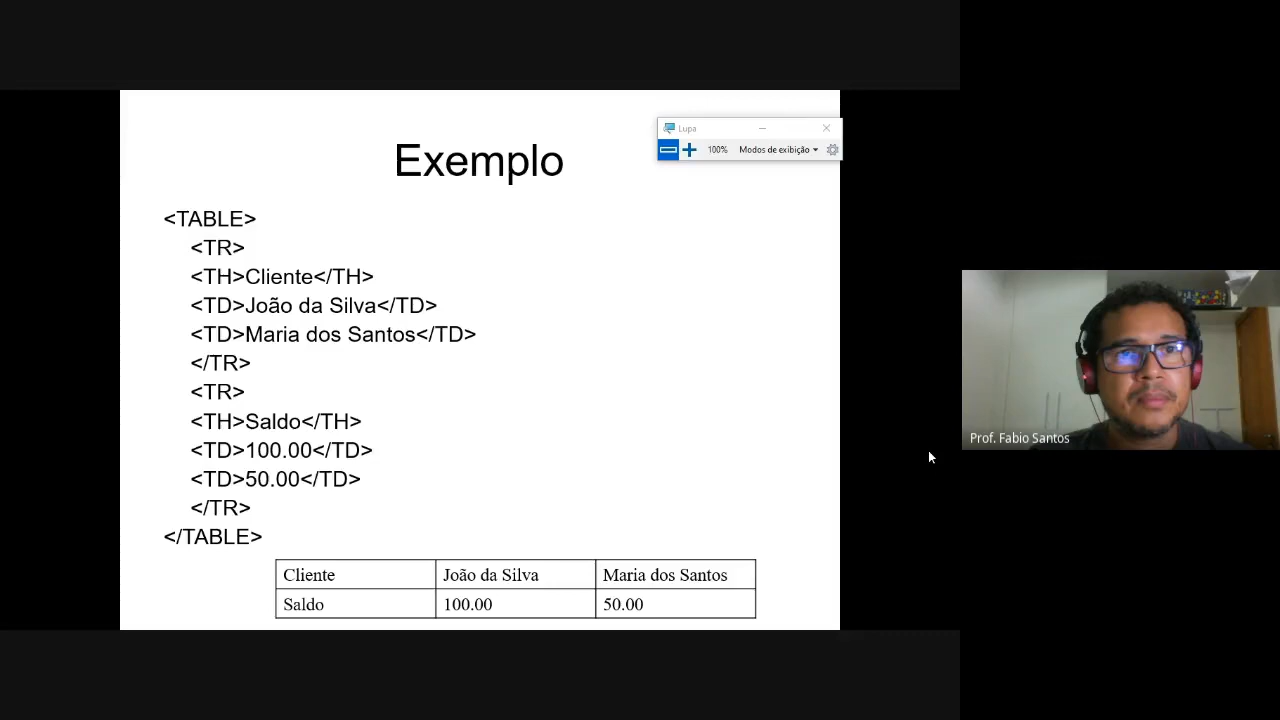 Lupa
100% Modos de exibição
Exemplo
<TABLE>
<TR>
<TH>Cliente</TH>
<TD>João da Silva</TD>
<TD>Maria dos Santos</TD>
</TR>
<TR>
<TH>Saldo</TH>
<TD>100.00</TD>
<TD>50.00</TD>
</TR>
</TABLE>
Cliente João da Silva Maria dos Santos
Saldo 100.00 50.00
Prof. Fabio Santos